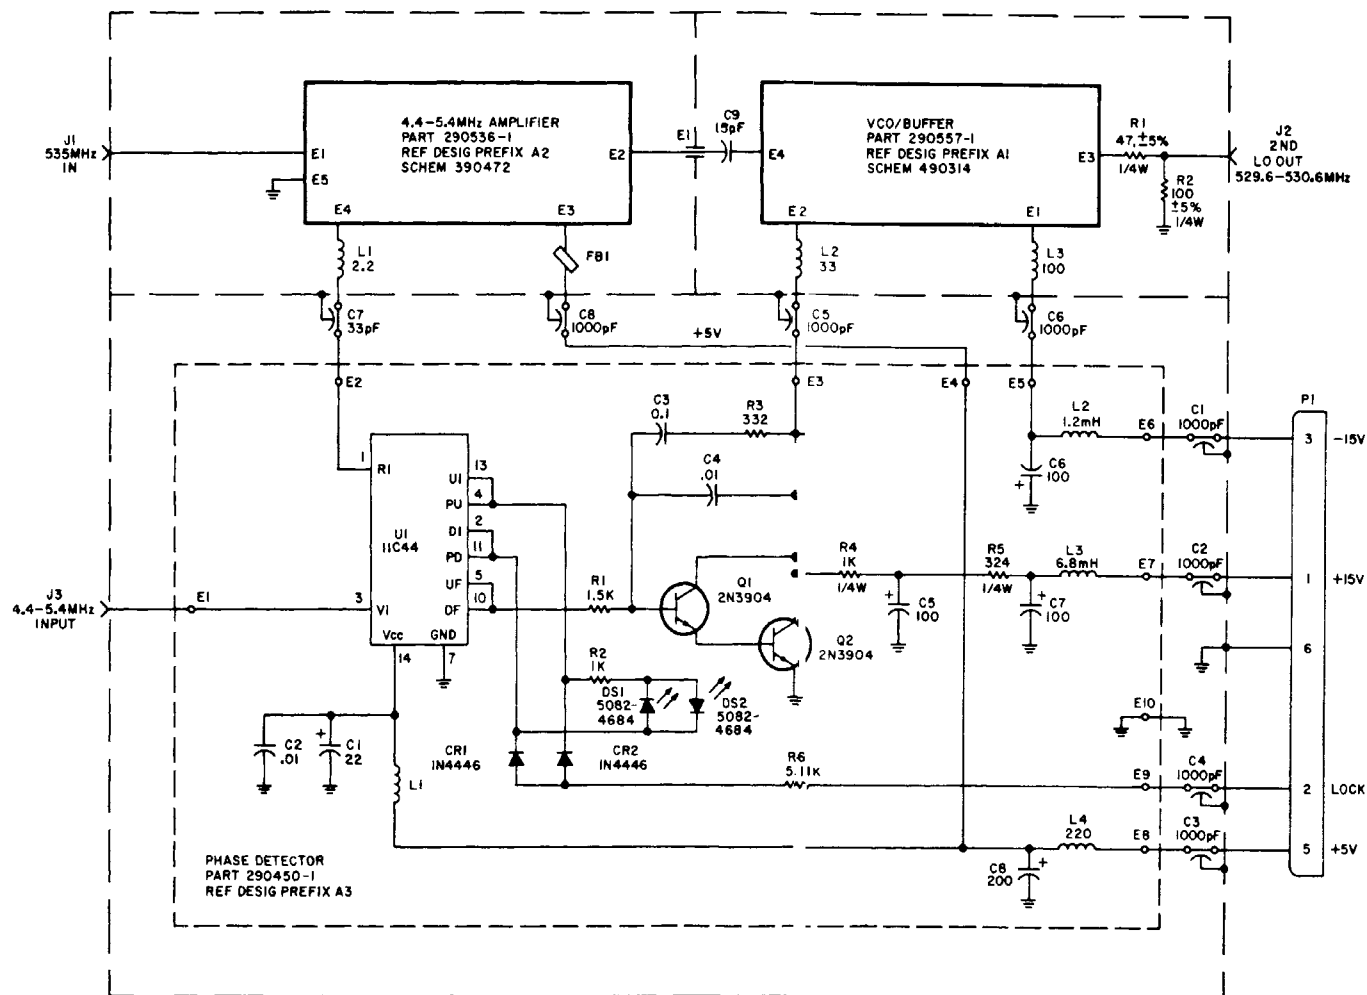 J1
535MHz
IN
4.4-5.4MHz AMPLIFIER
PART 290536-1
REF DESIG PREFIX A2
SCHEM 390472
E1
E5
E2
E4
E3
E1
C9
15pF
VCO/BUFFER
PART 290557-1
REF DESIG PREFIX A1
SCHEM 490314
E4
E3
E2
E1
R1
47,±5%
1/4W
R2
100
±5%
1/4W
J2
2ND
LO OUT
529.6-530.6MHz
L1
2.2
FB1
L2
33
L3
100
C7
33pF
C8
1000pF
+5V
C5
1000pF
C6
1000pF
E2
E3
E4
E5
C3
0.1
R3
332
C4
.01
L2
1.2mH
E6
C1
1000pF
P1
3
-15V
C6
+
100
1
R1
U1
11C44
13
U1
4
PU
2
D1
11
PD
5
UF
10
DF
3
V1
Vcc
GND
14
7
J3
4.4-5.4MHz
INPUT
E1
R1
1.5K
Q1
2N3904
Q2
2N3904
R4
1K
1/4W
+
C5
100
R5
324
1/4W
+
C7
100
L3
6.8mH
E7
C2
1000pF
1
+15V
6
R2
1K
DS1
5082-
4684
DS2
5082-
4684
E10
C2
.01
+
C1
22
L1
CR1
1N4446
CR2
1N4446
R6
5.11K
E9
C4
1000pF
2
LOCK
L4
220
E8
C3
1000pF
5
+5V
C8
200
+
PHASE DETECTOR
PART 290450-1
REF DESIG PREFIX A3